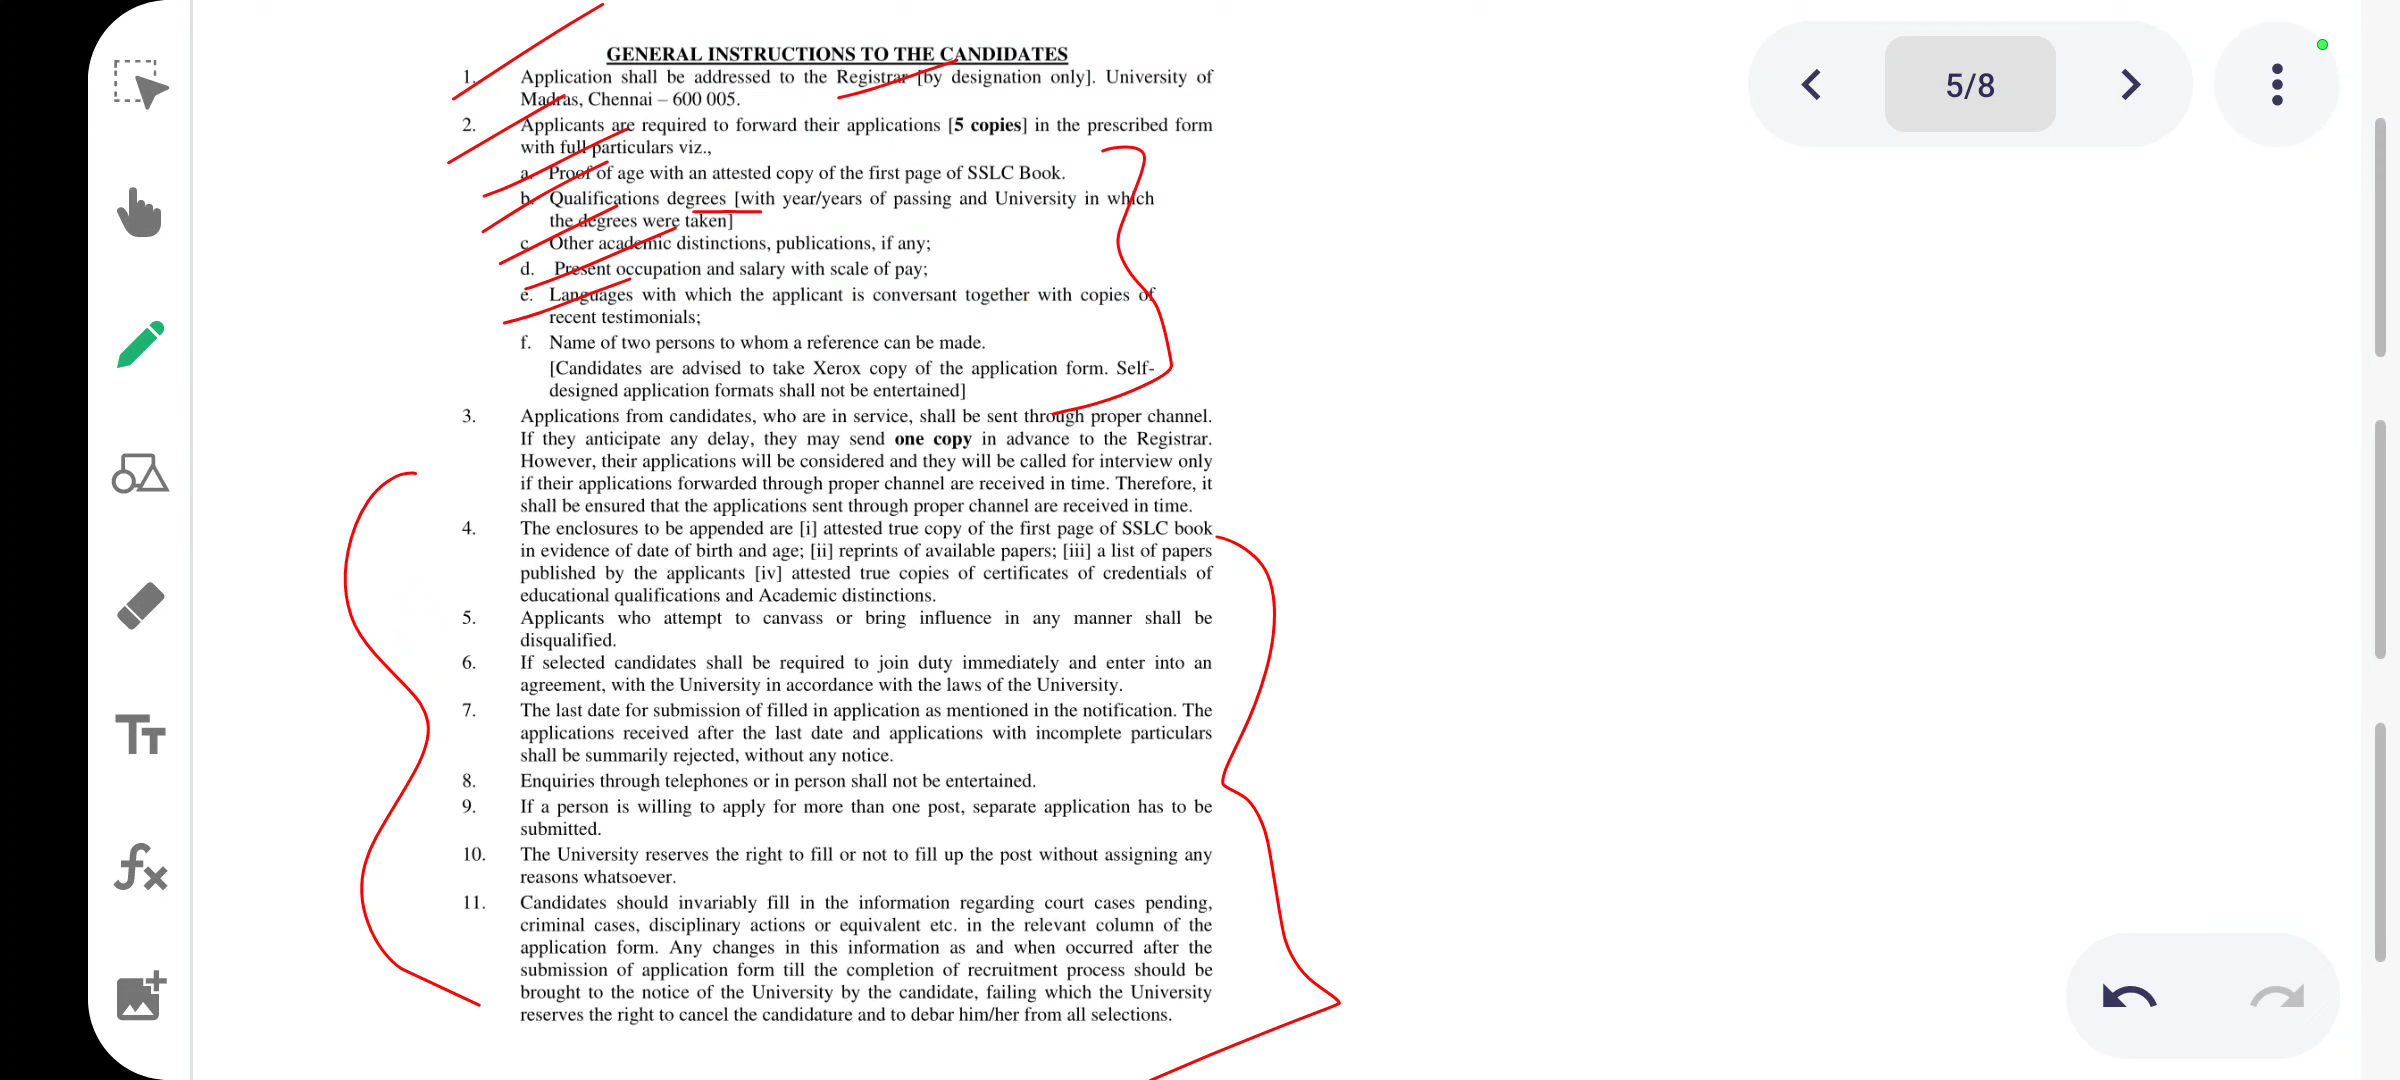 GENERAL INSTRUCTIONS TO THE CANDIDATES
1. Application shall be addressed to the Registrar [by designation only]. University of
Madras, Chennai – 600 005.
2. Applicants are required to forward their applications [5 copies] in the prescribed form
with full particulars viz.,
a. Proof of age with an attested copy of the first page of SSLC Book.
b. Qualifications degrees [with year/years of passing and University in which
the degrees were taken]
c. Other academic distinctions, publications, if any;
d. Present occupation and salary with scale of pay;
e. Languages with which the applicant is conversant together with copies of
recent testimonials;
f. Name of two persons to whom a reference can be made.
[Candidates are advised to take Xerox copy of the application form. Self-
designed application formats shall not be entertained]
3. Applications from candidates, who are in service, shall be sent through proper channel.
If they anticipate any delay, they may send one copy in advance to the Registrar.
However, their applications will be considered and they will be called for interview only
if their applications forwarded through proper channel are received in time. Therefore, it
shall be ensured that the applications sent through proper channel are received in time.
4. The enclosures to be appended are [i] attested true copy of the first page of SSLC book
in evidence of date of birth and age; [ii] reprints of available papers; [iii] a list of papers
published by the applicants [iv] attested true copies of certificates of credentials of
educational qualifications and Academic distinctions.
5. Applicants who attempt to canvass or bring influence in any manner shall be
disqualified.
6. If selected candidates shall be required to join duty immediately and enter into an
agreement, with the University in accordance with the laws of the University.
7. The last date for submission of filled in application as mentioned in the notification. The
applications received after the last date and applications with incomplete particulars
shall be summarily rejected, without any notice.
8. Enquiries through telephones or in person shall not be entertained.
9. If a person is willing to apply for more than one post, separate application has to be
submitted.
10. The University reserves the right to fill or not to fill up the post without assigning any
reasons whatsoever.
11. Candidates should invariably fill in the information regarding court cases pending,
criminal cases, disciplinary actions or equivalent etc. in the relevant column of the
application form. Any changes in this information as and when occurred after the
submission of application form till the completion of recruitment process should be
brought to the notice of the University by the candidate, failing which the University
reserves the right to cancel the candidature and to debar him/her from all selections.
5/8
TT
fx